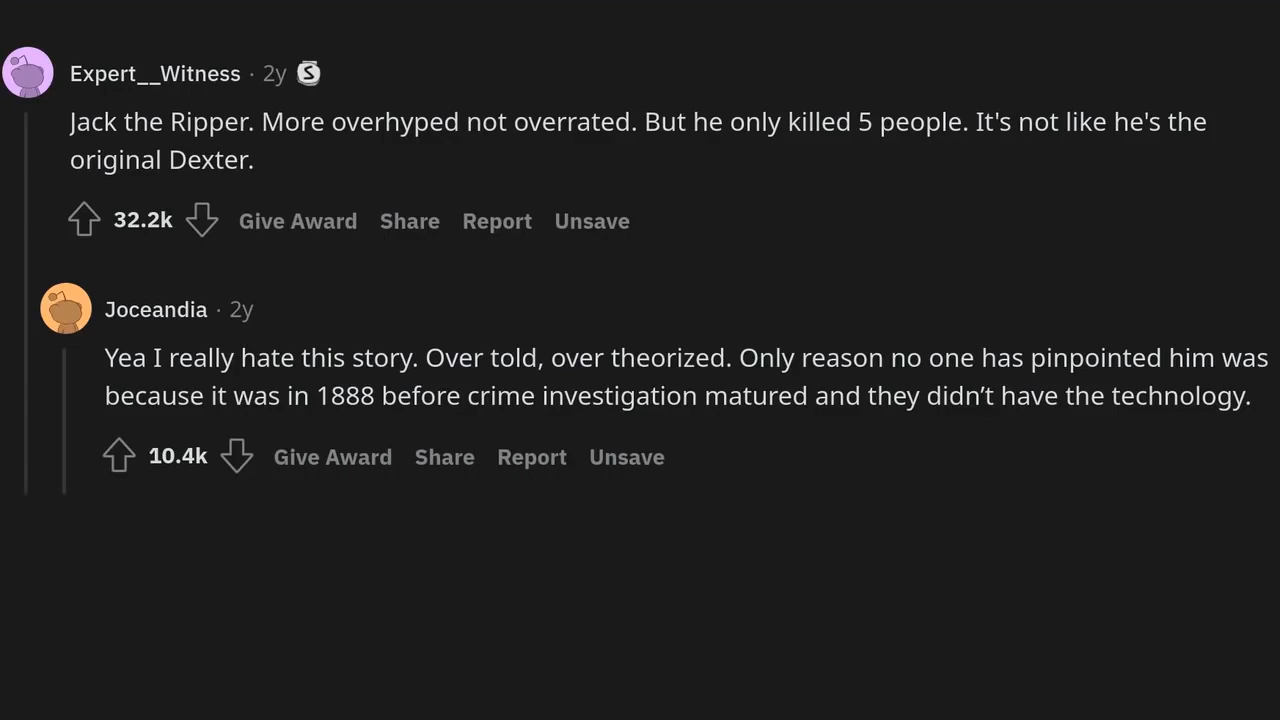 Expert__Witness · 2y S
Jack the Ripper. More overhyped not overrated. But he only killed 5 people. It's not like he's the
original Dexter.
32.2k Give Award Share Report Unsave
Joceandia · 2y
Yea I really hate this story. Over told, over theorized. Only reason no one has pinpointed him was
because it was in 1888 before crime investigation matured and they didn’t have the technology.
10.4k Give Award Share Report Unsave